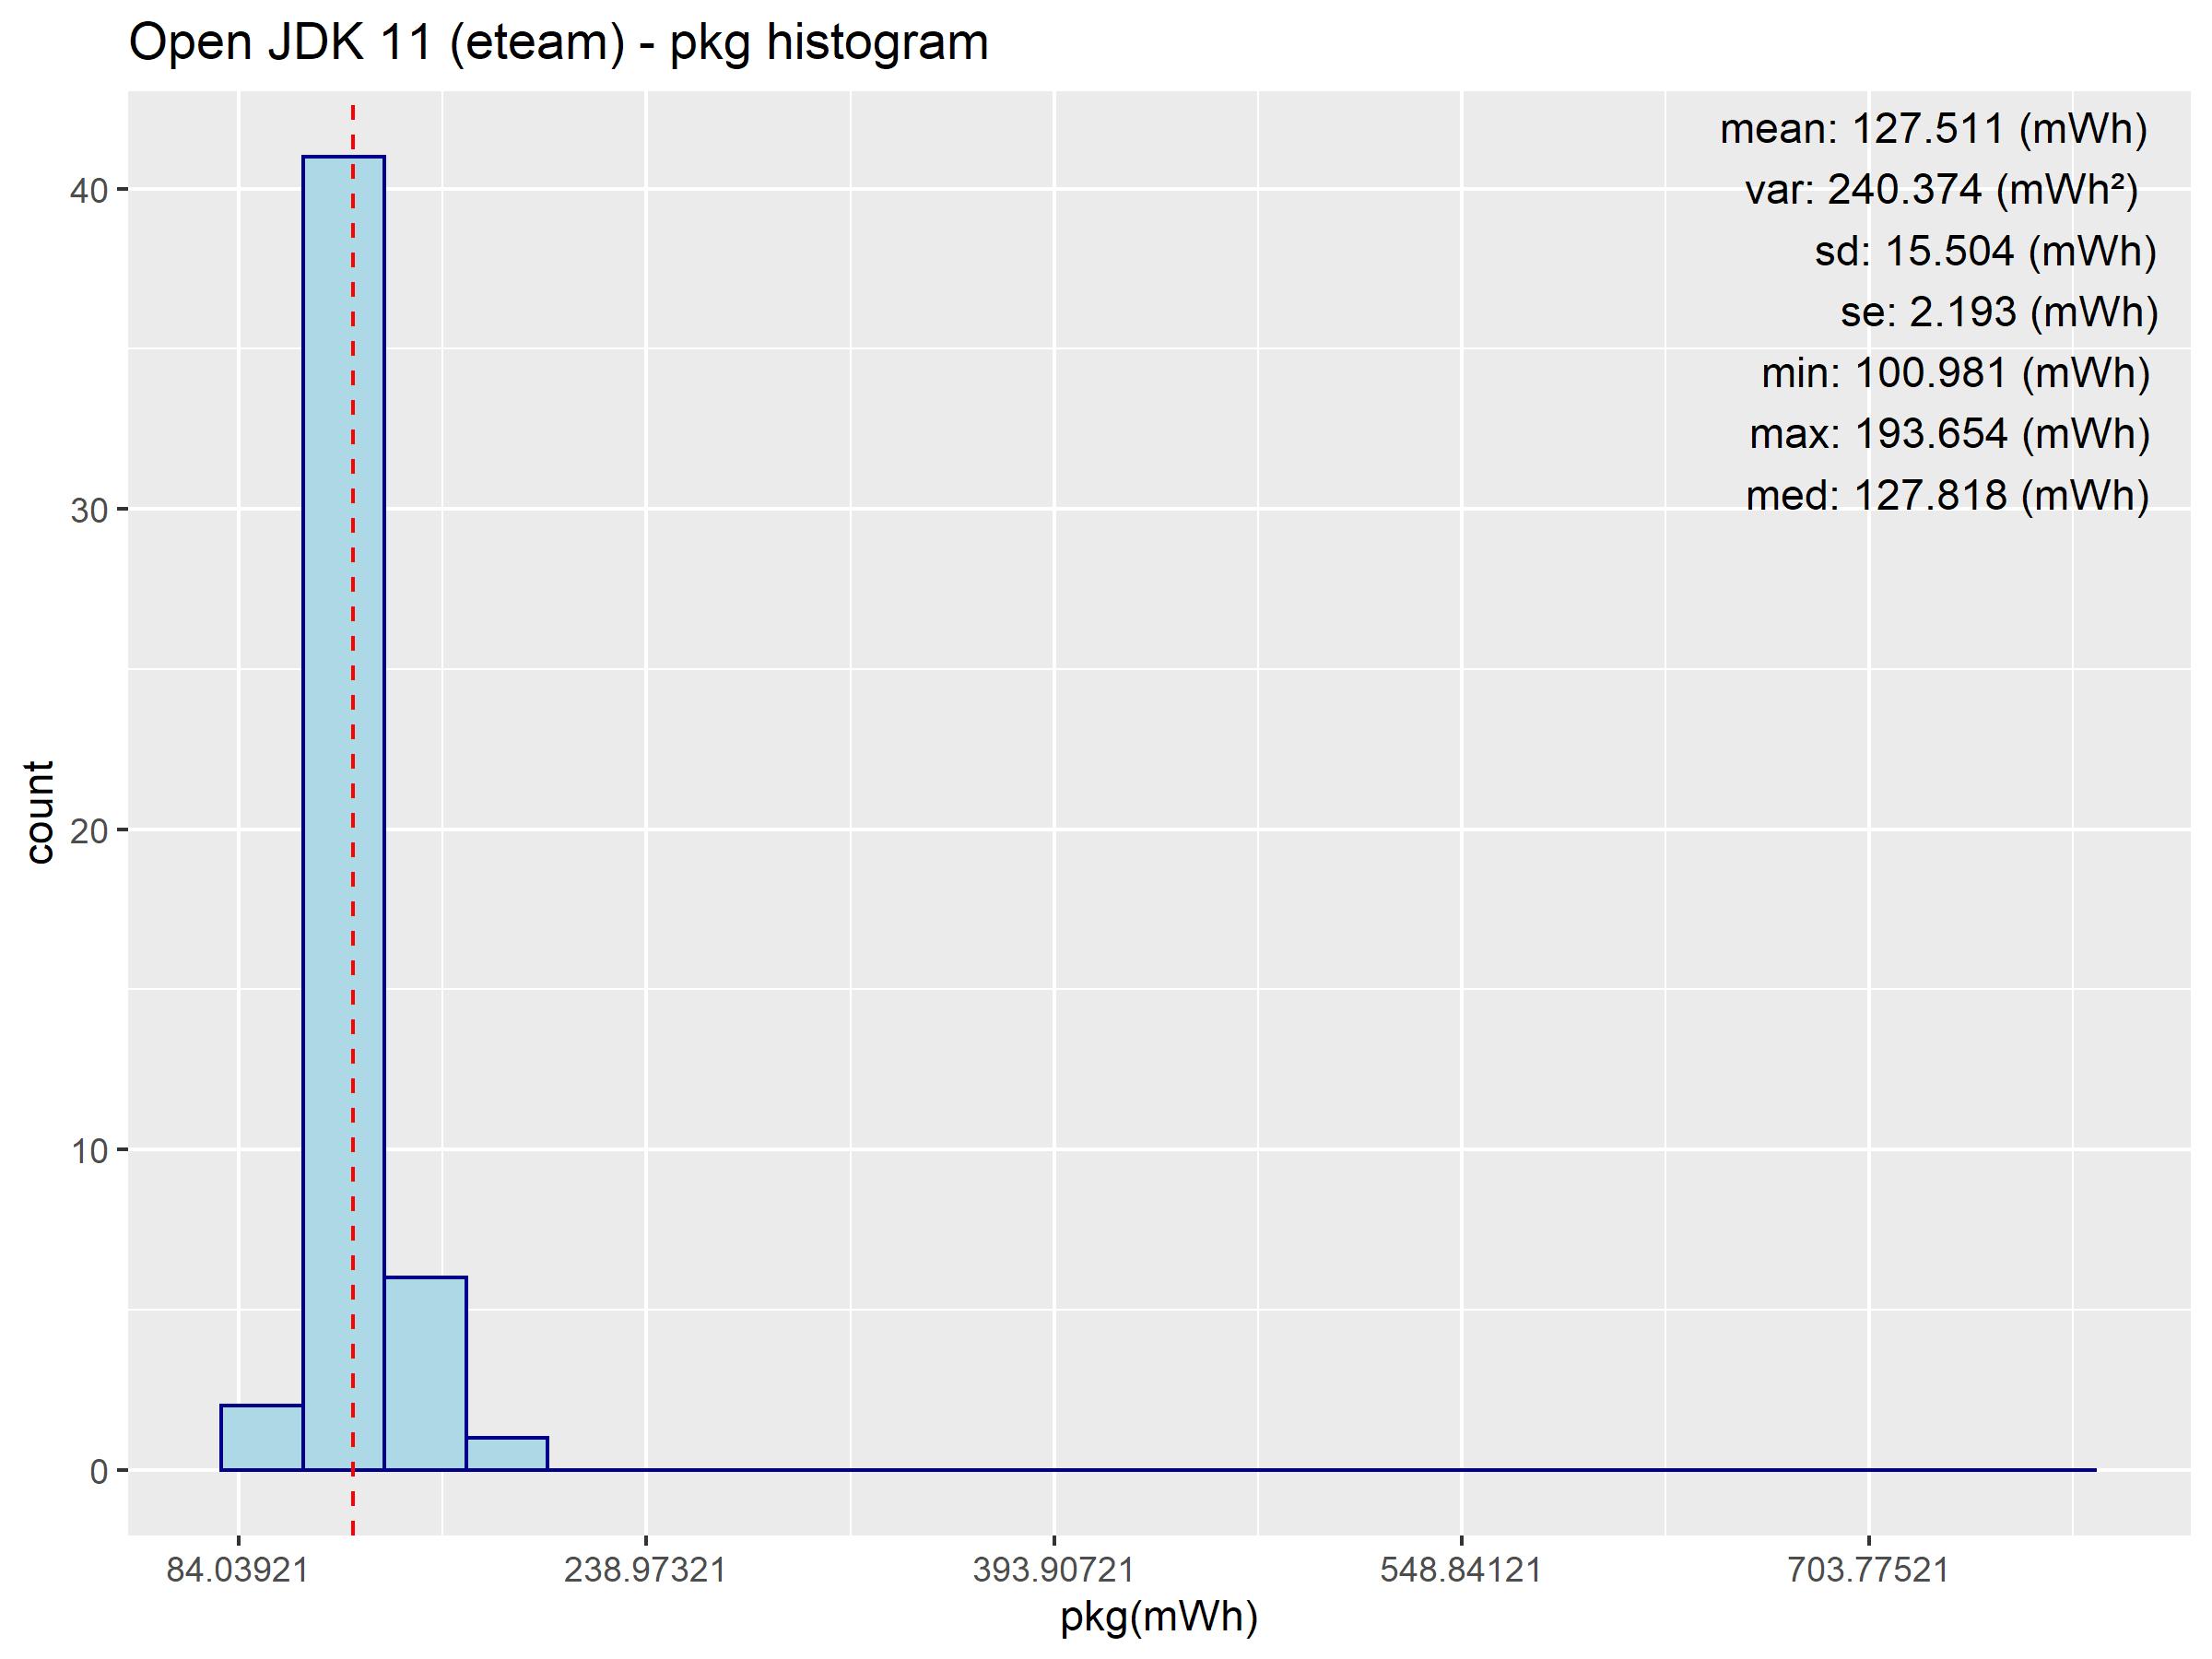 Open JDK 11 (eteam) - pkg histogram
mean: 127.511 (mWh)
var: 240.374 (mWh²)
sd: 15.504 (mWh)
se: 2.193 (mWh)
min: 100.981 (mWh)
max: 193.654 (mWh)
med: 127.818 (mWh)
40
30
20
10
0
count
84.03921
238.97321
393.90721
548.84121
703.77521
pkg(mWh)